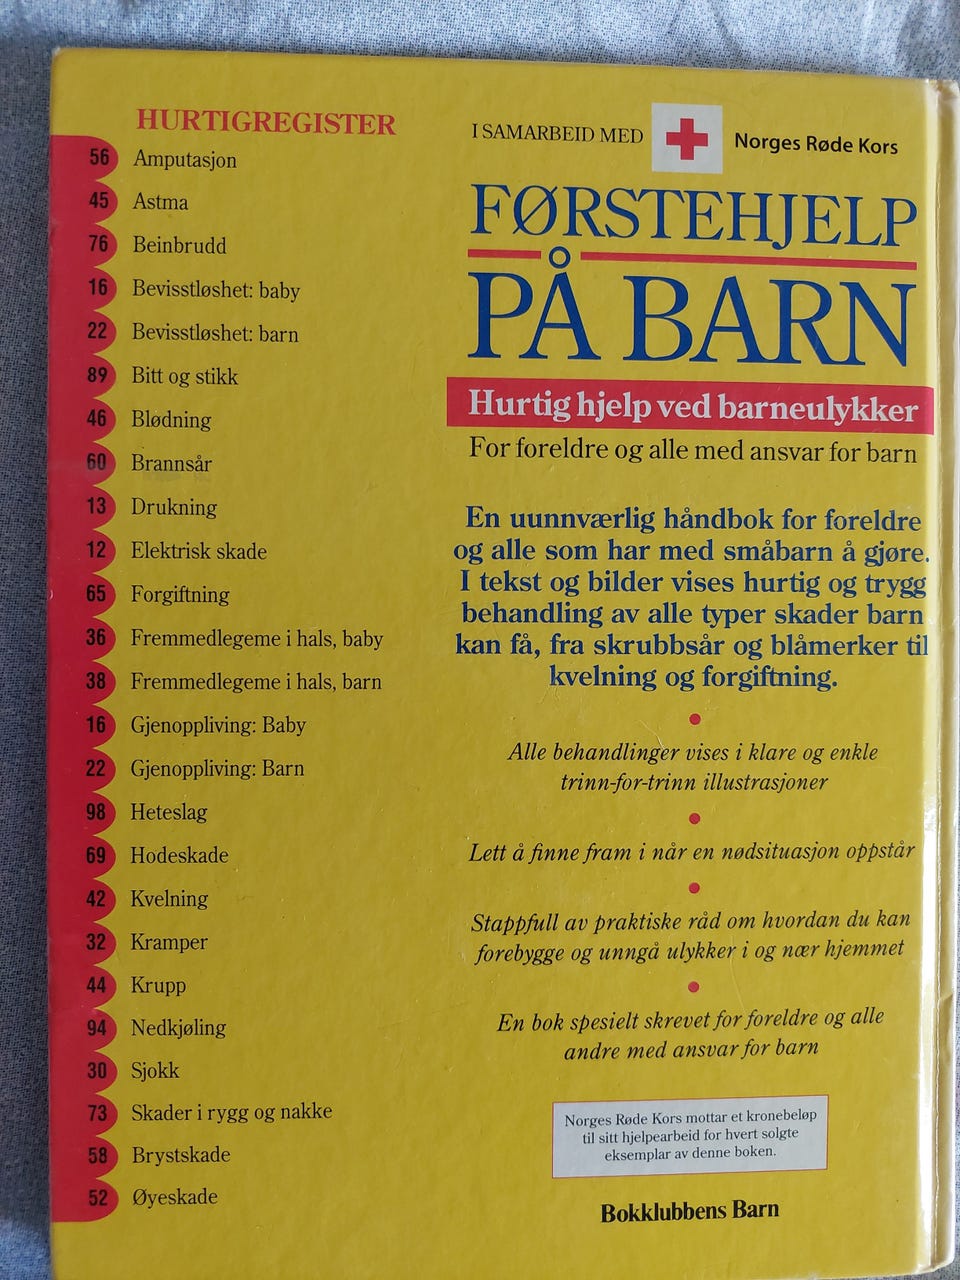 HURTIGREGISTER
56 Amputasjon
45 Astma
76 Beinbrudd
16 Bevisstløshet: baby
22 Bevisstløshet: barn
89 Bitt og stikk
46 Blødning
60 Brannsår
13 Drukning
12 Elektrisk skade
65 Forgiftning
36 Fremmedlegeme i hals, baby
38 Fremmedlegeme i hals, barn
16 Gjenoppliving: Baby
22 Gjenoppliving: Barn
98 Heteslag
69 Hodeskade
42 Kvelning
32 Kramper
44 Krupp
94 Nedkjøling
30 Sjokk
73 Skader i rygg og nakke
58 Brystskade
52 Øyeskade
I SAMARBEID MED Norges Røde Kors
FØRSTEHJELP
PÅ BARN
Hurtig hjelp ved barneulykker
For foreldre og alle med ansvar for barn
En uunnværlig håndbok for foreldre
og alle som har med småbarn å gjøre.
I tekst og bilder vises hurtig og trygg
behandling av alle typer skader barn
kan få, fra skrubbsår og blåmerker til
kvelning og forgiftning.
Alle behandlinger vises i klare og enkle
trinn-for-trinn illustrasjoner
Lett å finne fram i når en nødsituasjon oppstår
Stappfull av praktiske råd om hvordan du kan
forebygge og unngå ulykker i og nær hjemmet
En bok spesielt skrevet for foreldre og alle
andre med ansvar for barn
Norges Røde Kors mottar et kronebeløp
til sitt hjelpearbeid for hvert solgte
eksemplar av denne boken.
Bokklubbens Barn